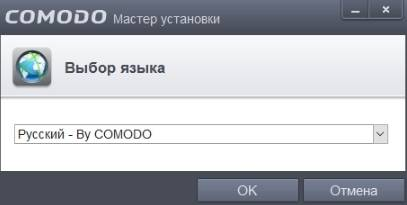 COMODO Мастер установки
Выбор языка
Русский - By COMODO
OK Отмена